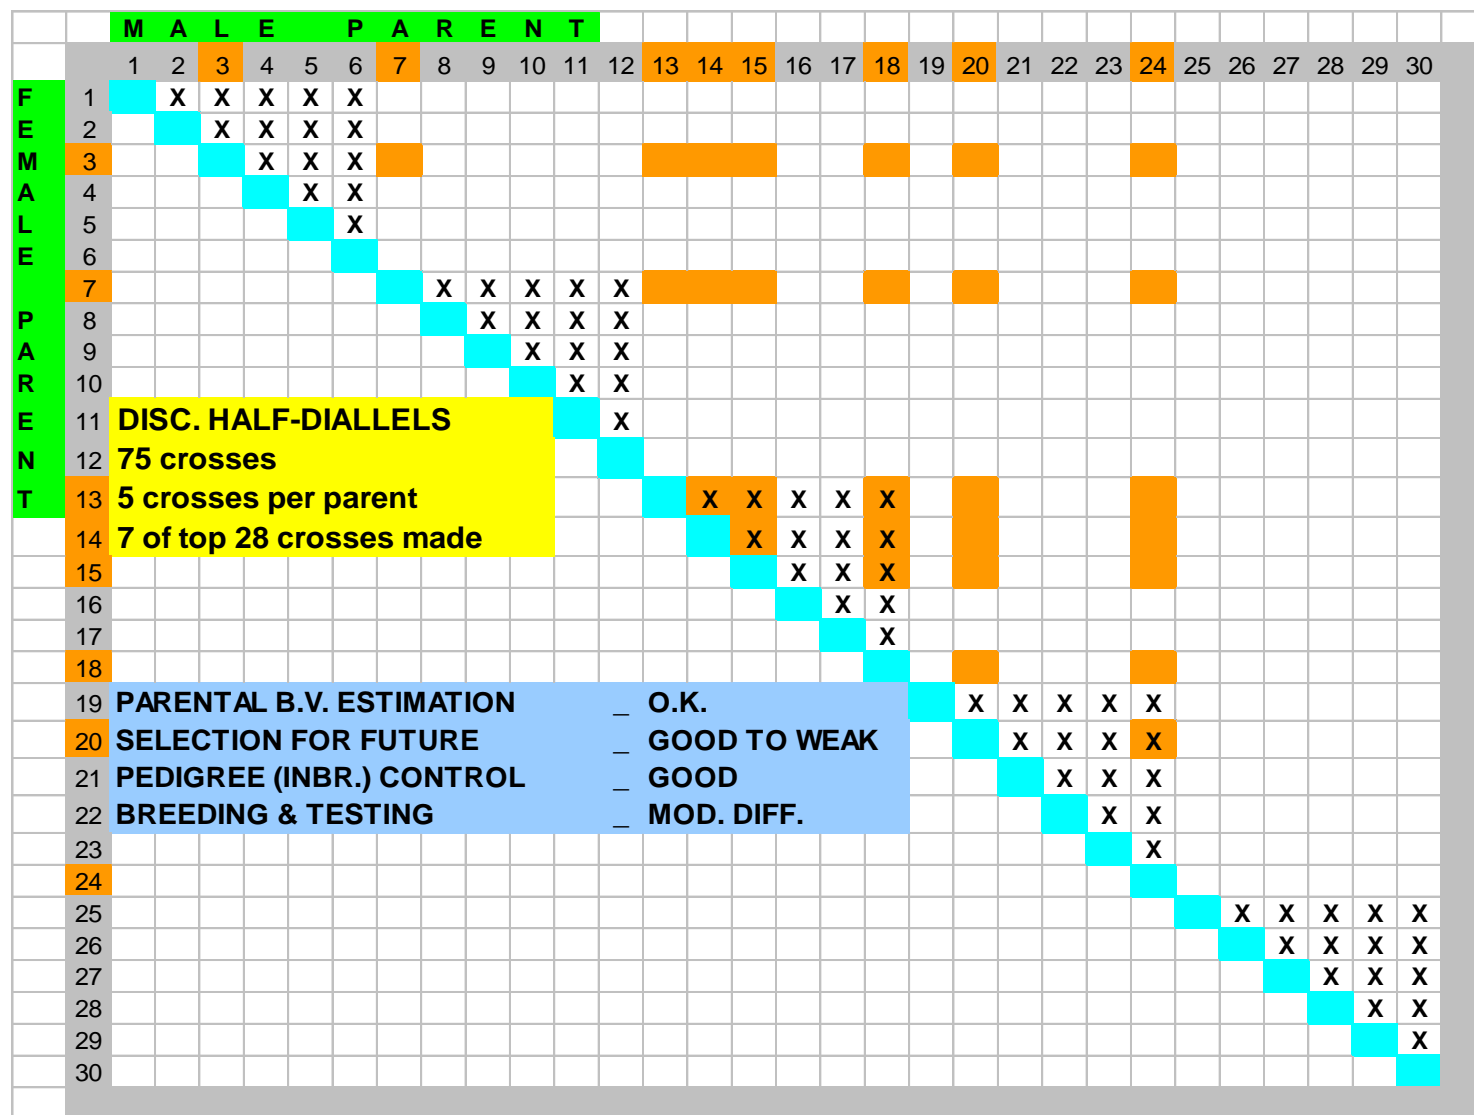 M A L E P A R E N T
1 2 3 4 5 6 7 8 9 10 11 12 13 14 15 16 17 18 19 20 21 22 23 24 25 26 27 28 29 30
F 1 X X X X X
E 2 X X X X
M 3 X X X
A 4 X X
L 5 X
E 6
7 X X X X X
P 8 X X X X
A 9 X X X
R 10 X X
E 11 DISC. HALF-DIALLELS X
N 12 75 crosses
T 13 5 crosses per parent X X X X X
14 7 of top 28 crosses made X X X X
15 X X X
16 X X
17 X
18
19 PARENTAL B.V. ESTIMATION _ O.K. X X X X X
20 SELECTION FOR FUTURE _ GOOD TO WEAK X X X X
21 PEDIGREE (INBR.) CONTROL _ GOOD X X X
22 BREEDING & TESTING _ MOD. DIFF. X X
23 X
24
25 X X X X X
26 X X X X
27 X X X
28 X X
29 X
30